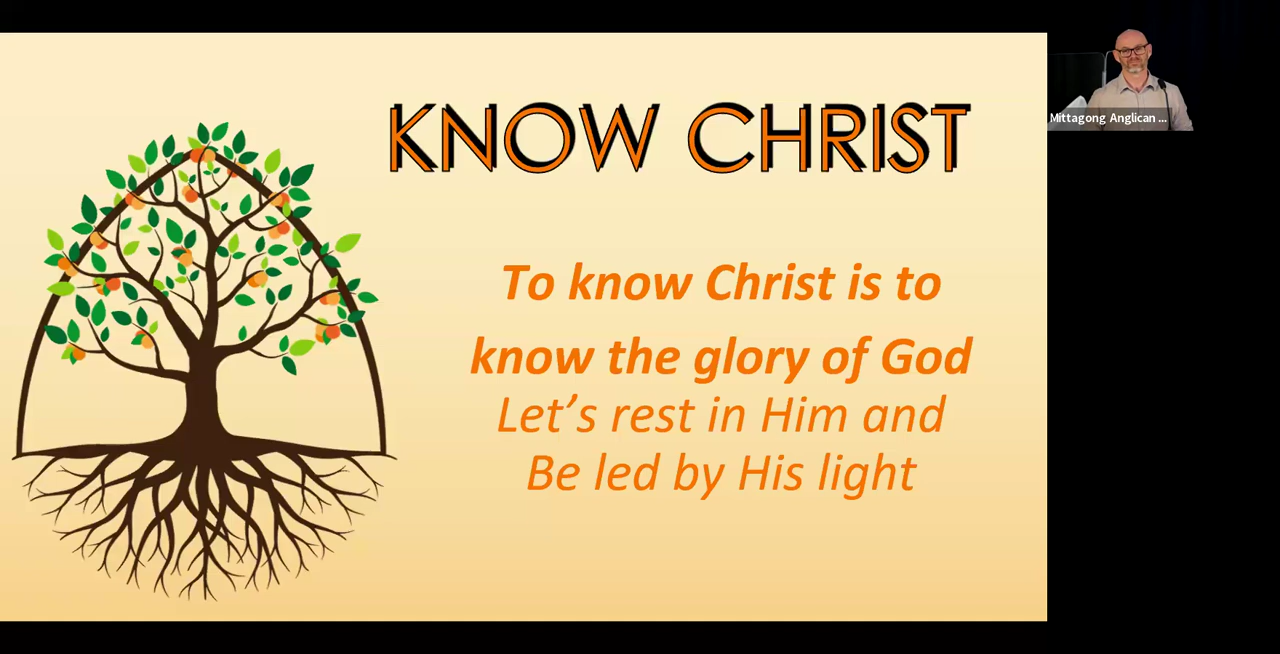 KNOW CHRIST
To know Christ is to
know the glory of God
Let’s rest in Him and
Be led by His light
Mittagong Anglican ...